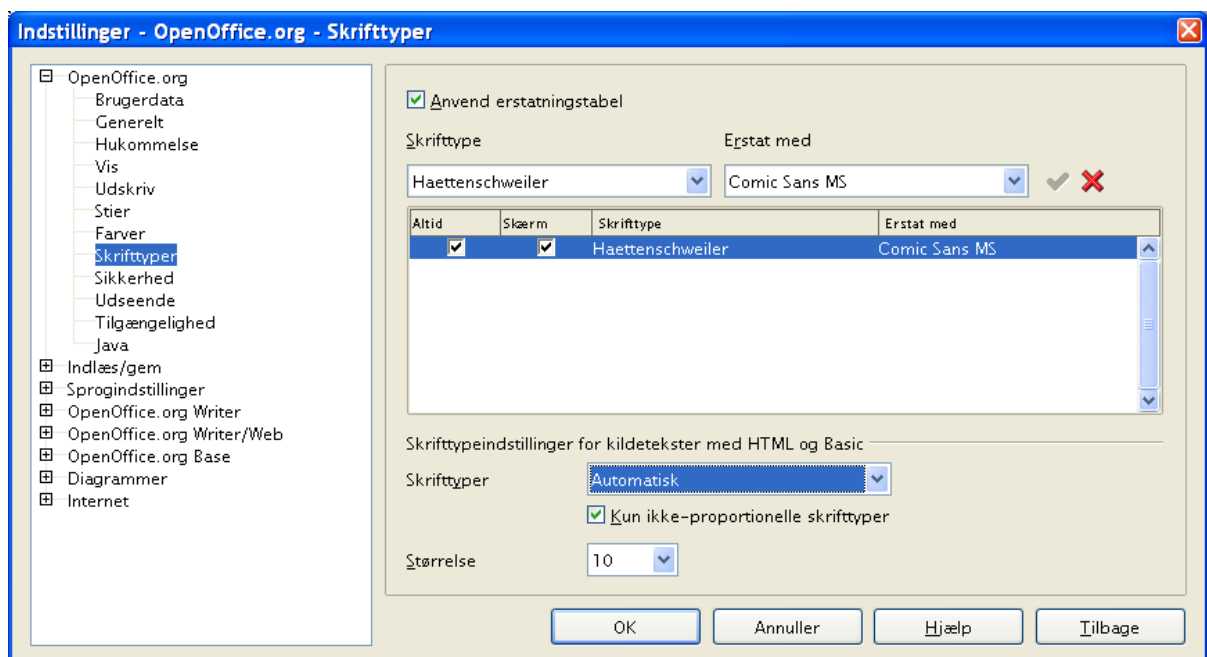 Indstillinger - OpenOffice.org - Skrifttyper
OpenOffice.org
Brugerdata
Generelt
Hukommelse
Vis
Udskriv
Stier
Farver
Skrifttyper
Sikkerhed
Udseende
Tilgængelighed
Java
Indlæs/gem
Sprogindstillinger
OpenOffice.org Writer
OpenOffice.org Writer/Web
OpenOffice.org Base
Diagrammer
Internet
Anvend erstatningstabel
Skrifttype Erstat med
Haettenschweiler Comic Sans MS
Altid Skærm Skrifttype Erstat med
Haettenschweiler Comic Sans MS
Skrifttypeindstillinger for kildetekster med HTML og Basic
Skrifttyper Automatisk
Kun ikke-proportionelle skrifttyper
Størrelse 10
OK Annuller Hjælp Tilbage